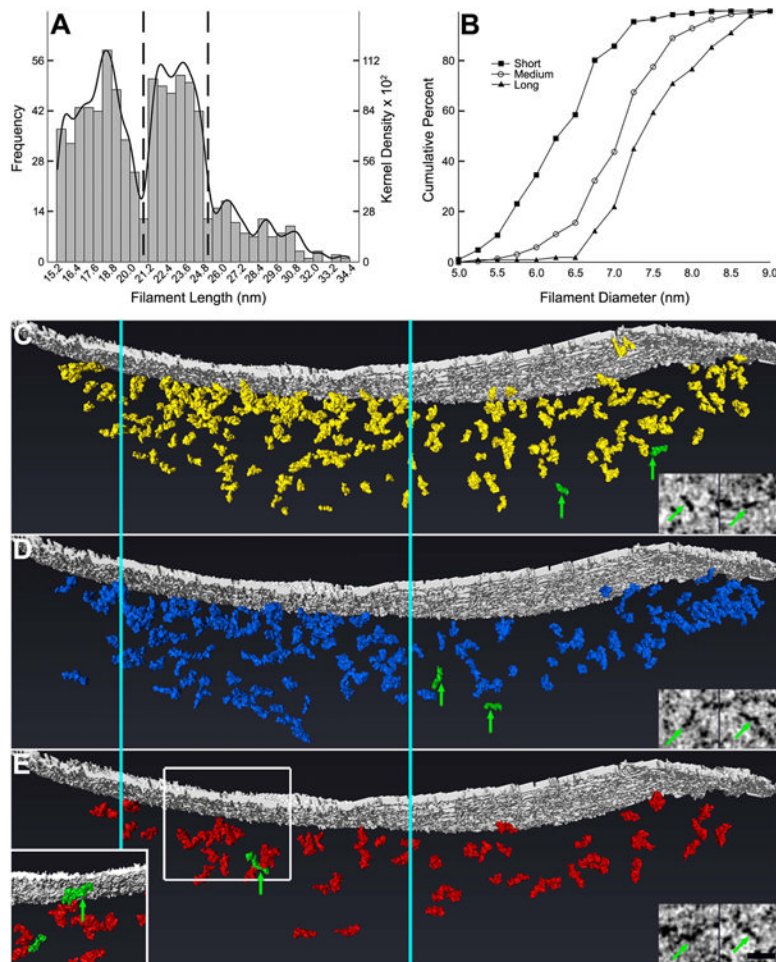 A
Frequency
56
42
28
14
0
112
84
56
28
0
Kernel Density x 10²
15.2 16.4 17.6 18.8 20.0 21.2 22.4 23.6 24.8 26.0 27.2 28.4 29.6 30.8 32.0 33.2 34.4
Filament Length (nm)
B
Cumulative Percent
80
60
40
20
0
Short
Medium
Long
5.0 5.5 6.0 6.5 7.0 7.5 8.0 8.5 9.0
Filament Diameter (nm)
C
D
E